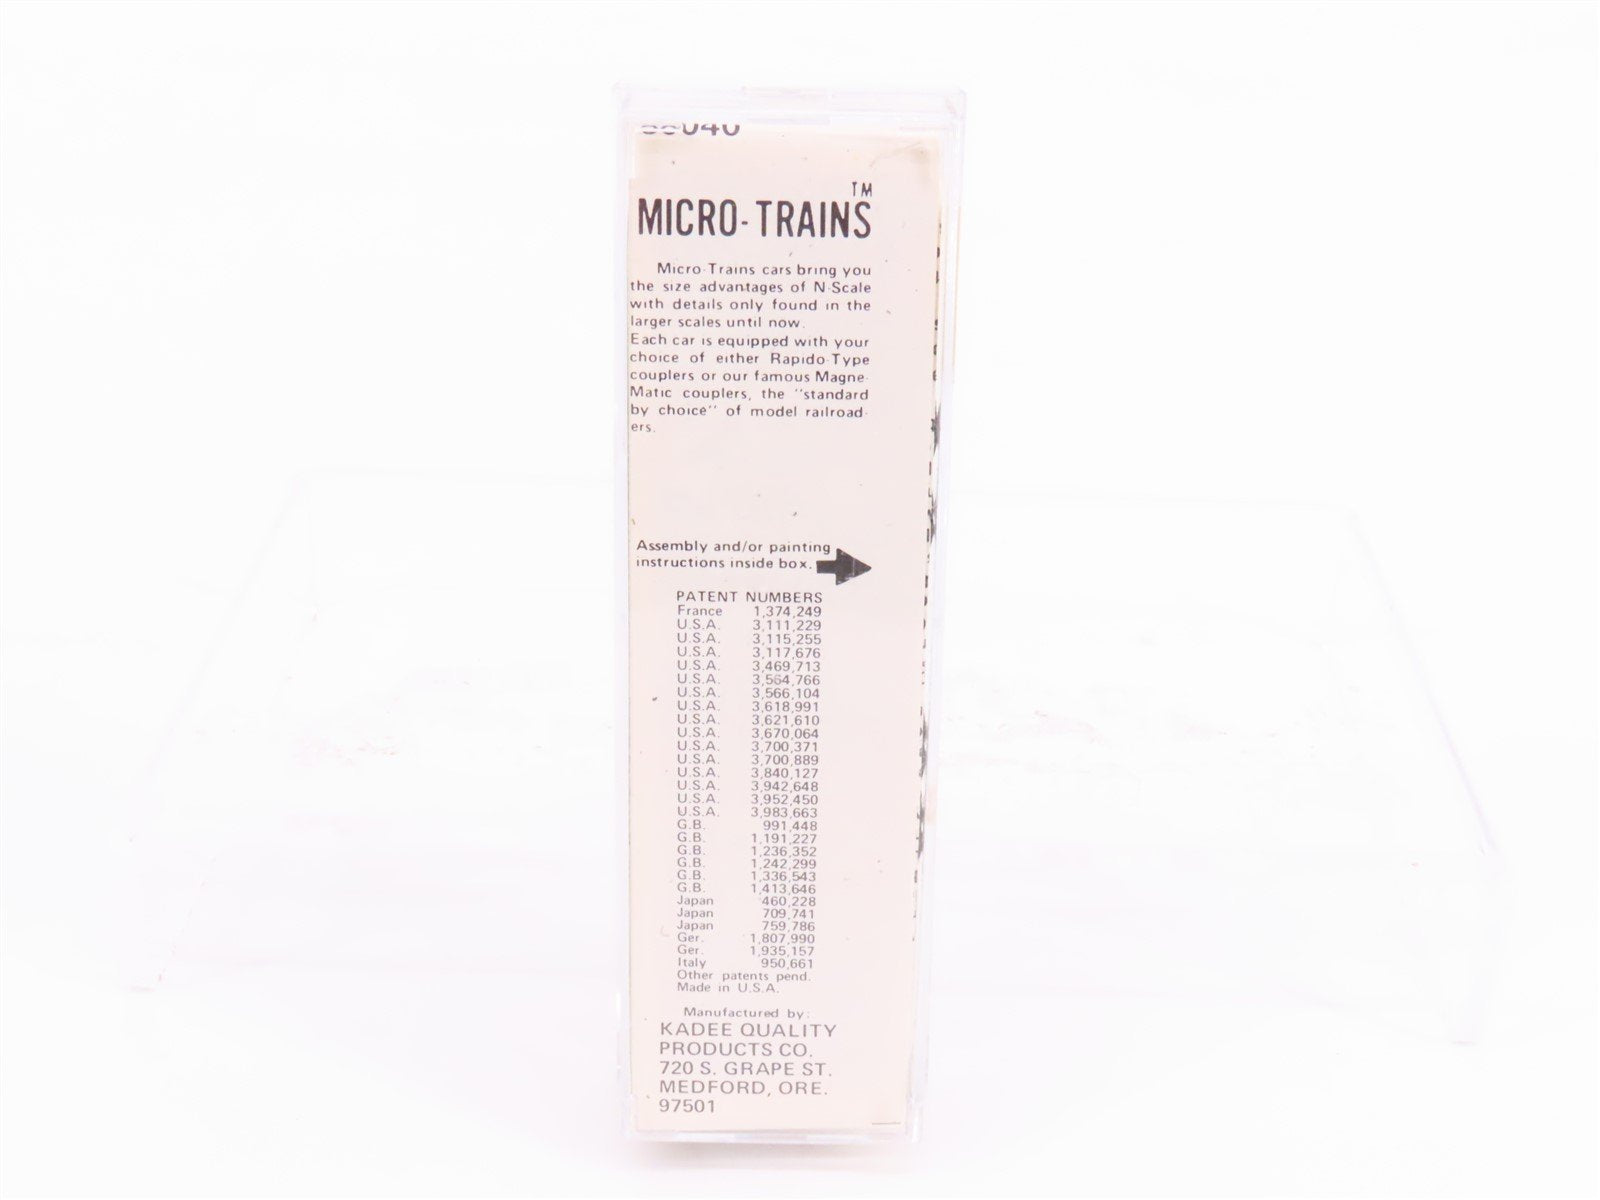 TM
MICRO-TRAINS
Micro-Trains cars bring you
the size advantages of N-Scale
with details only found in the
larger scales until now.
Each car is equipped with your
choice of either Rapido-Type
couplers or our famous Magne-
Matic couplers, the "standard
by choice" of model railroad-
ers.
Assembly and/or painting
instructions inside box.
PATENT NUMBERS
France 1,374,249
U.S.A. 3,111,229
U.S.A. 3,115,255
U.S.A. 3,117,676
U.S.A. 3,469,713
U.S.A. 3,564,766
U.S.A. 3,566,104
U.S.A. 3,618,991
U.S.A. 3,621,610
U.S.A. 3,670,064
U.S.A. 3,700,371
U.S.A. 3,700,889
U.S.A. 3,840,127
U.S.A. 3,942,648
U.S.A. 3,952,450
U.S.A. 3,983,663
G.B. 991,448
G.B. 1,191,227
G.B. 1,236,352
G.B. 1,242,299
G.B. 1,336,543
G.B. 1,413,646
Japan 460,228
Japan 709,741
Japan 759,786
Ger. 1,807,990
Ger. 1,935,157
Italy 950,661
Other patents pend.
Made in U.S.A.
Manufactured by:
KADEE QUALITY
PRODUCTS CO.
720 S. GRAPE ST.
MEDFORD, ORE.
97501